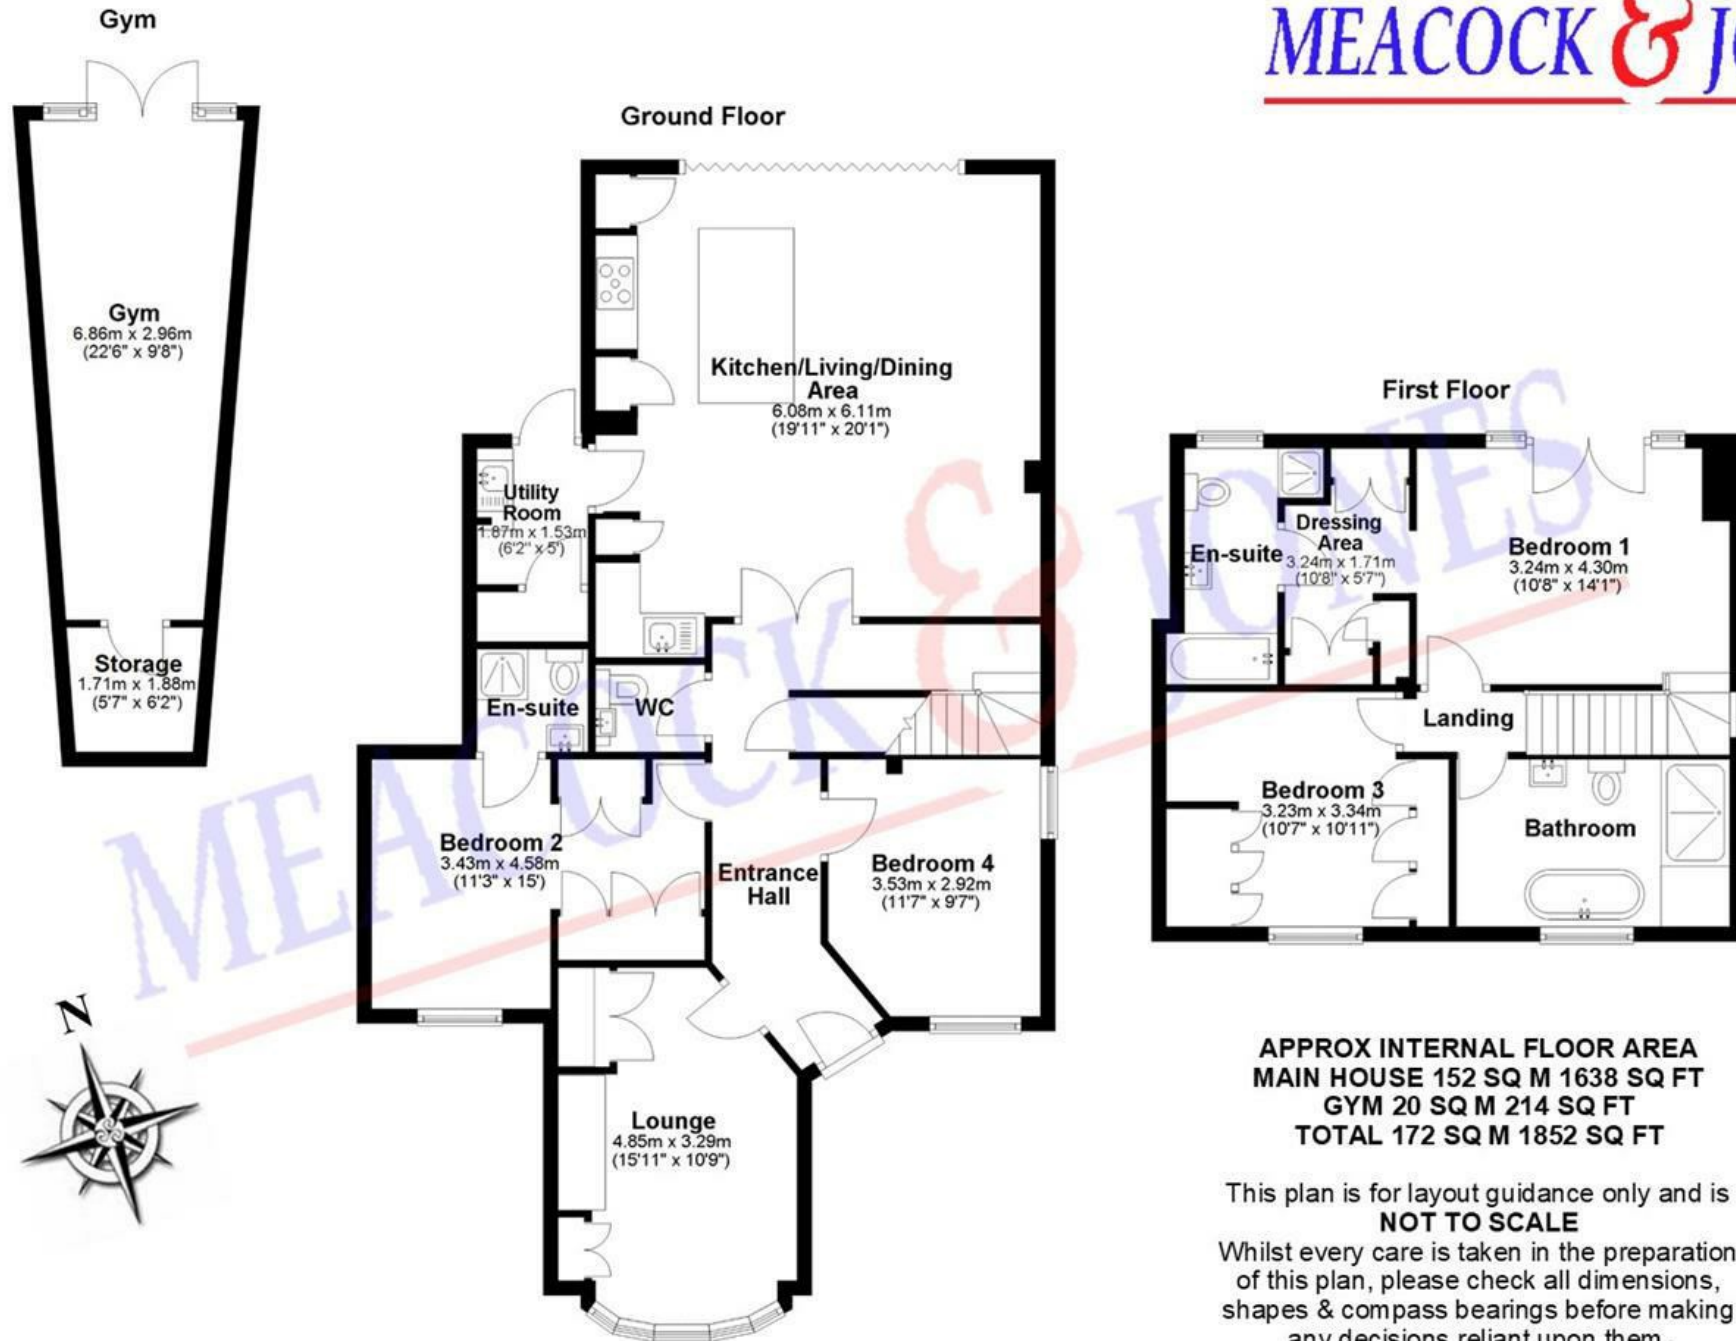 Gym
MEACOCK &
Ground Floor
Gym
6.86m x 2.96m
(22'6" x 9'8")
Storage
1.71m x 1.88m
(5'7" x 6'2")
Kitchen/Living/Dining
Area
6.08m x 6.11m
(19'11" x 20'1")
Utility
Room
1.87m x 1.53m
(6'2" x 5')
En-suite
WC
Bedroom 2
3.43m x 4.58m
(11'3" x 15')
Entrance
Hall
Bedroom 4
3.53m x 2.92m
(11'7" x 9'7")
Lounge
4.85m x 3.29m
(15'11" x 10'9")
N
First Floor
En-suite
Dressing
Area
3.24m x 1.71m
(10'8" x 5'7")
Bedroom 1
3.24m x 4.30m
(10'8" x 14'1")
Landing
Bedroom 3
3.23m x 3.34m
(10'7" x 10'11")
Bathroom
MEACOCK & JONES
APPROX INTERNAL FLOOR AREA
MAIN HOUSE 152 SQ M 1638 SQ FT
GYM 20 SQ M 214 SQ FT
TOTAL 172 SQ M 1852 SQ FT
This plan is for layout guidance only and is
NOT TO SCALE
Whilst every care is taken in the preparation
of this plan, please check all dimensions,
shapes & compass bearings before making
any decisions reliant upon them.